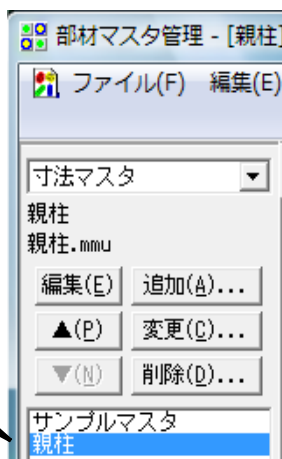 部材マスタ管理 - [親柱]
ファイル(F) 編集(E)
寸法マスタ
親柱
親柱.mmu
編集(E) 追加(A)...
▲(P) 変更(C)...
▼(N) 削除(D)...
サンプルマスタ
親柱